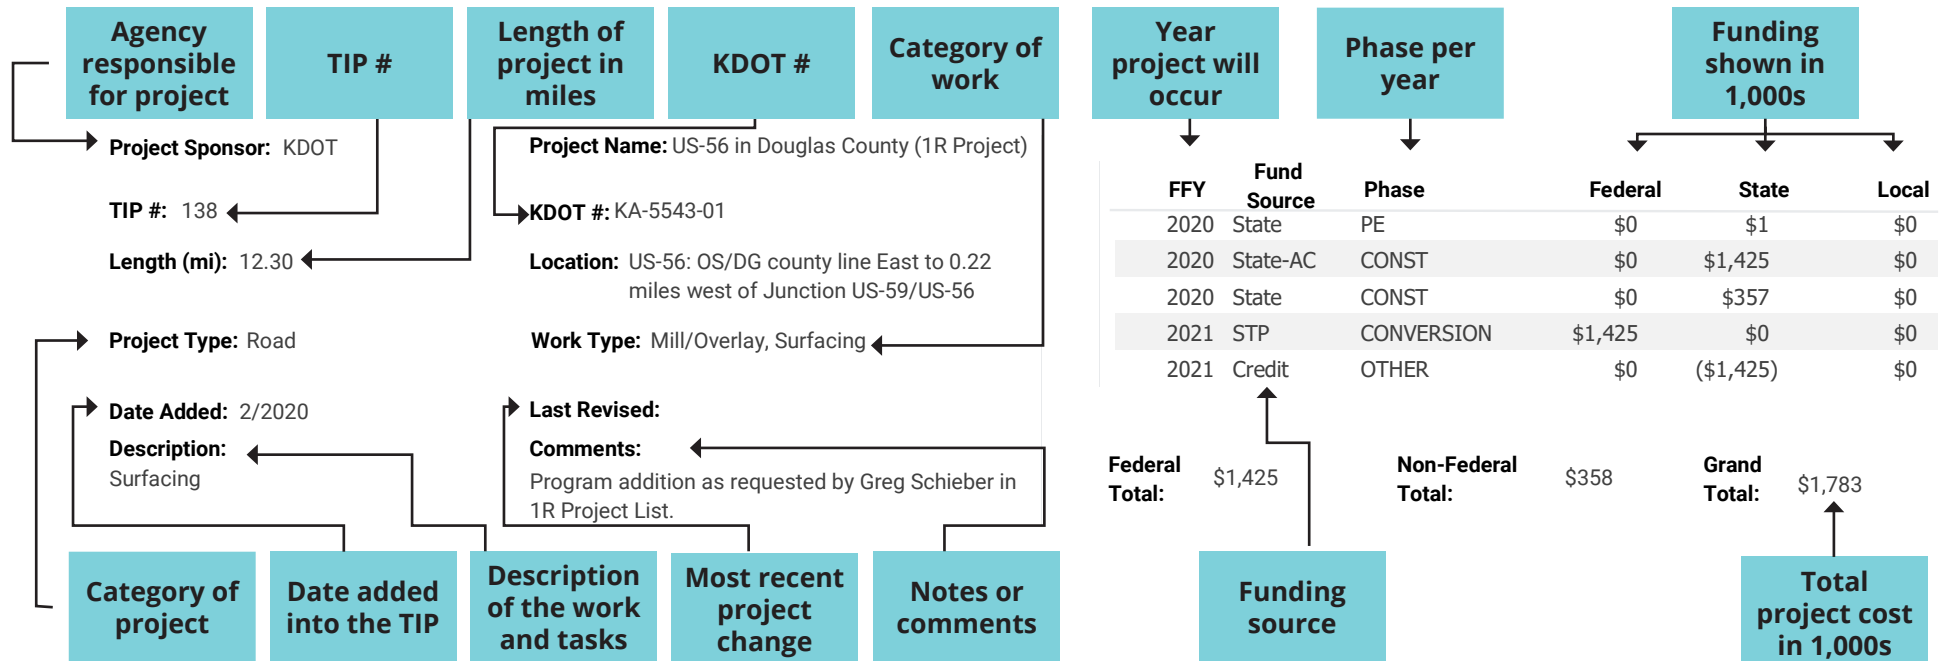 Agency
responsible
for project
TIP #
Length of
project in
miles
KDOT #
Category of
work
Year
project will
occur
Phase per
year
Funding
shown in
1,000s
Project Sponsor: KDOT
Project Name: US-56 in Douglas County (1R Project)
TIP #: 138
KDOT #: KA-5543-01
Length (mi): 12.30
Location: US-56: OS/DG county line East to 0.22
miles west of Junction US-59/US-56
Project Type: Road
Work Type: Mill/Overlay, Surfacing
Date Added: 2/2020
Last Revised:
Description:
Surfacing
Comments:
Program addition as requested by Greg Schieber in
1R Project List.
FFY Fund Source Phase Federal State Local
2020 State PE $0 $1 $0
2020 State-AC CONST $0 $1,425 $0
2020 State CONST $0 $357 $0
2021 STP CONVERSION $1,425 $0 $0
2021 Credit OTHER $0 ($1,425) $0
Federal
Total: $1,425
Non-Federal
Total: $358
Grand
Total: $1,783
Category of
project
Date added
into the TIP
Description
of the work
and tasks
Most recent
project
change
Notes or
comments
Funding
source
Total
project cost
in 1,000s